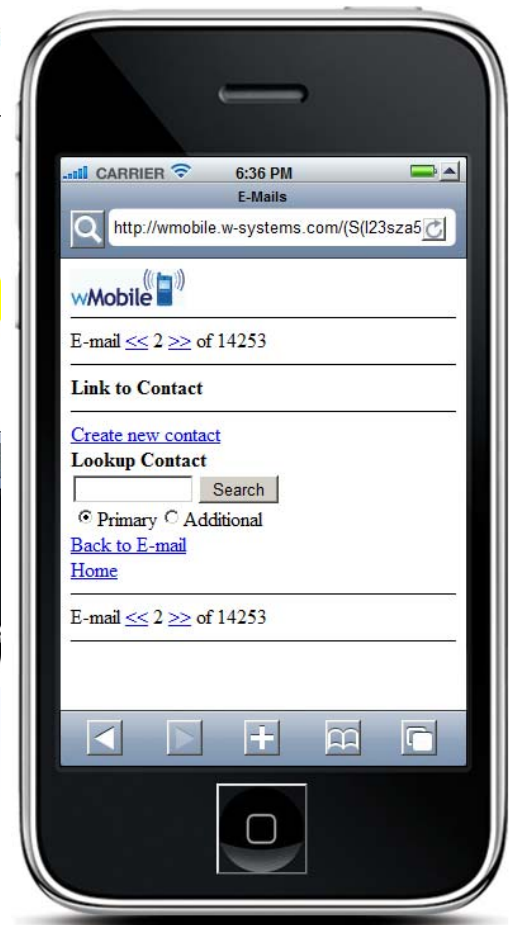 CARRIER 6:36 PM
E-Mails
http://wmobile.w-systems.com/(S(l23sza5
wMobile
E-mail << 2 >> of 14253
Link to Contact
Create new contact
Lookup Contact
Search
Primary Additional
Back to E-mail
Home
E-mail << 2 >> of 14253